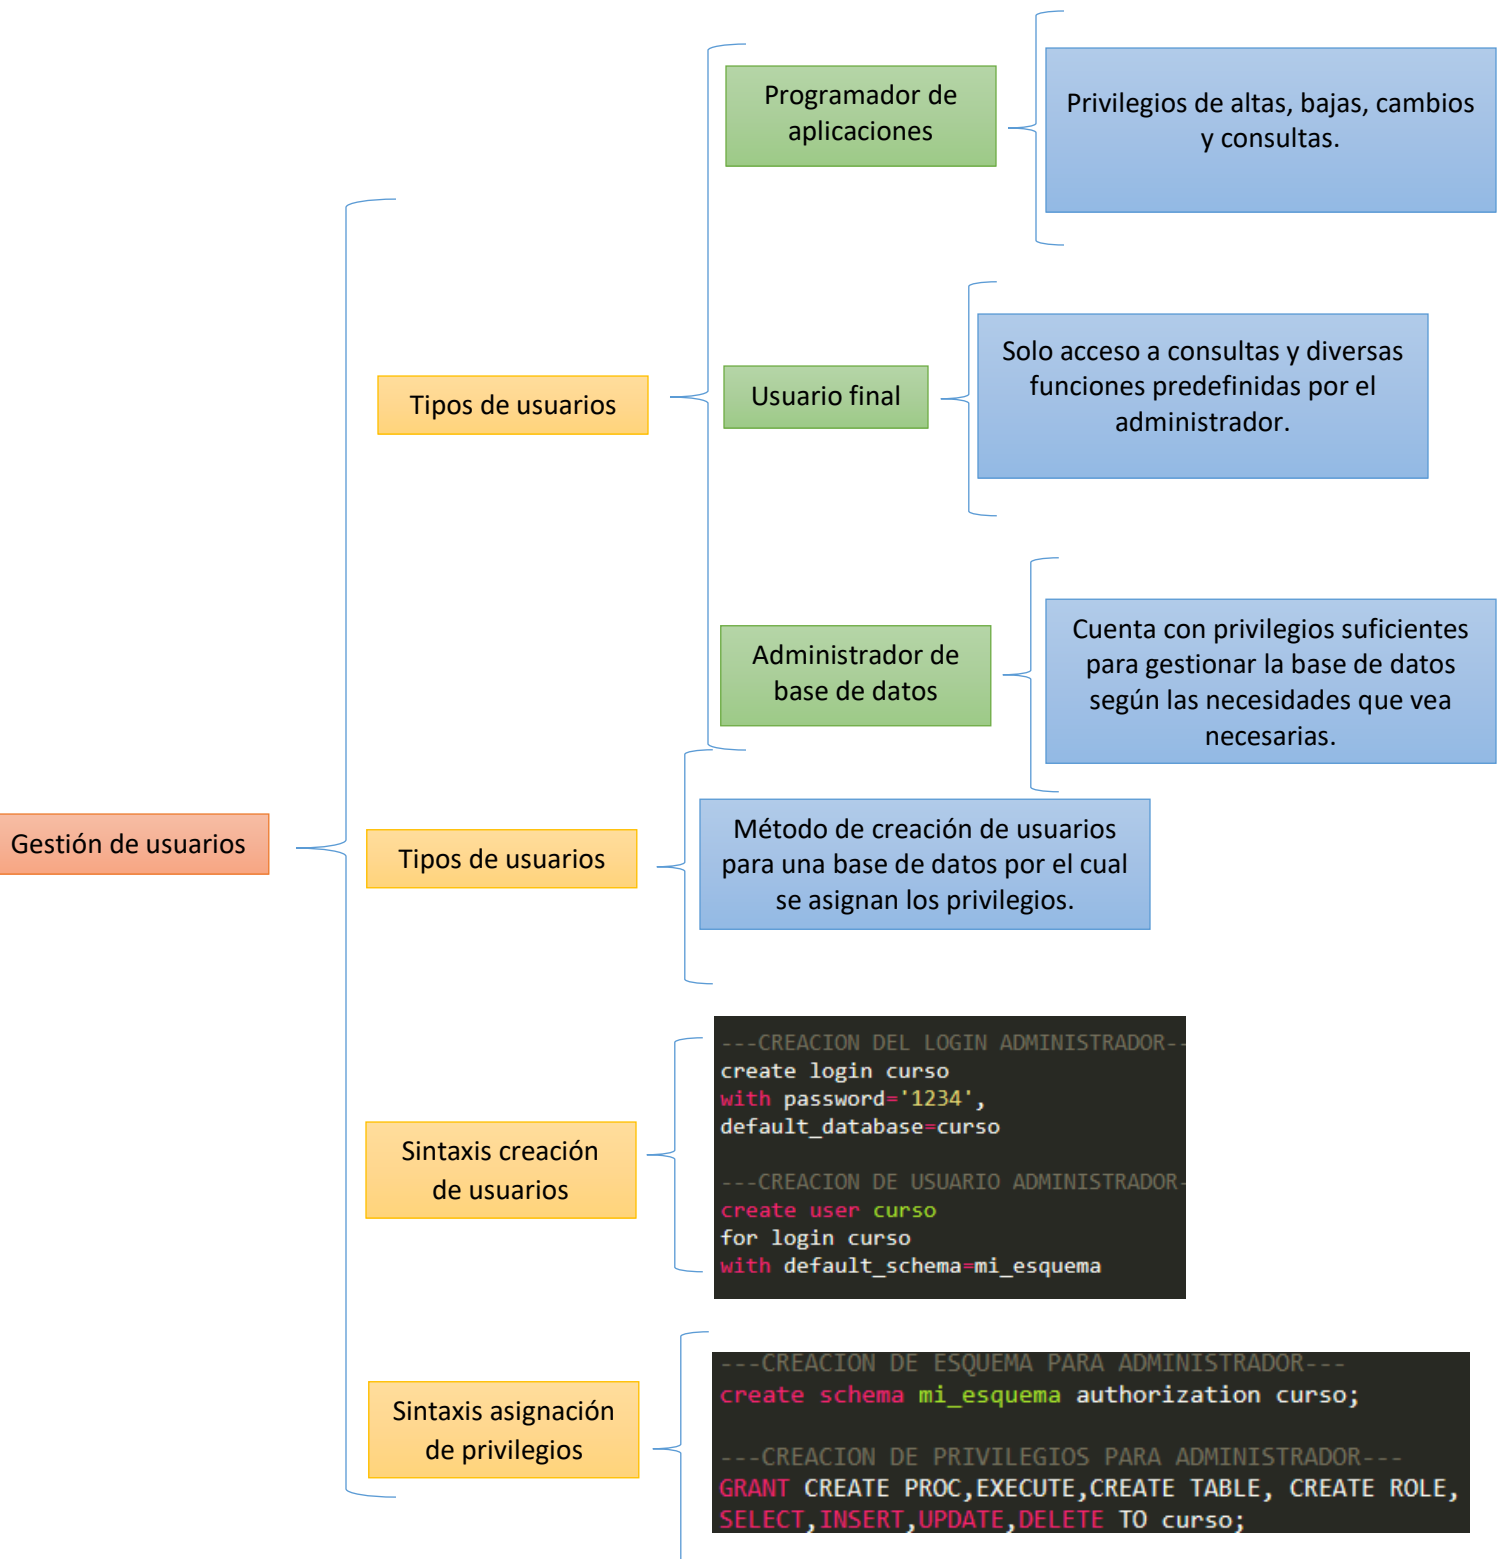 Programador de
aplicaciones
Privilegios de altas, bajas, cambios
y consultas.
Tipos de usuarios
Usuario final
Solo acceso a consultas y diversas
funciones predefinidas por el
administrador.
Administrador de
base de datos
Cuenta con privilegios suficientes
para gestionar la base de datos
según las necesidades que vea
necesarias.
Gestión de usuarios
Tipos de usuarios
Método de creación de usuarios
para una base de datos por el cual
se asignan los privilegios.
Sintaxis creación
de usuarios
---CREACION DEL LOGIN ADMINISTRADOR--
create login curso
with password='1234',
default_database=curso
---CREACION DE USUARIO ADMINISTRADOR-
create user curso
for login curso
with default_schema=mi_esquema
Sintaxis asignación
de privilegios
---CREACION DE ESQUEMA PARA ADMINISTRADOR---
create schema mi_esquema authorization curso;
---CREACION DE PRIVILEGIOS PARA ADMINISTRADOR---
GRANT CREATE PROC,EXECUTE,CREATE TABLE, CREATE ROLE,
SELECT,INSERT,UPDATE,DELETE TO curso;